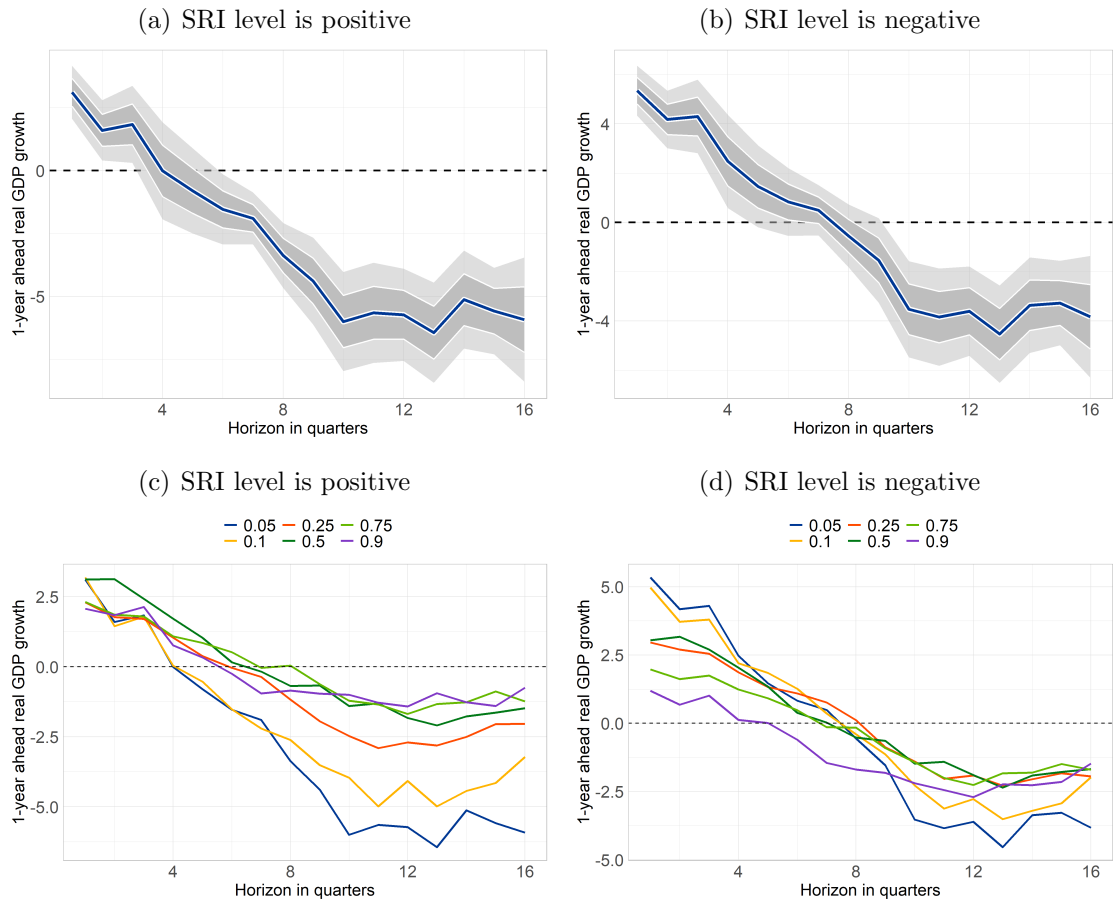 (a) SRI level is positive
1-year ahead real GDP growth
0
-5
4 8 12 16
Horizon in quarters
(b) SRI level is negative
1-year ahead real GDP growth
4
0
-4
4 8 12 16
Horizon in quarters
(c) SRI level is positive
0.05 0.25 0.75
0.1 0.5 0.9
1-year ahead real GDP growth
2.5
0.0
-2.5
-5.0
4 8 12 16
Horizon in quarters
(d) SRI level is negative
0.05 0.25 0.75
0.1 0.5 0.9
1-year ahead real GDP growth
5.0
2.5
0.0
-2.5
-5.0
4 8 12 16
Horizon in quarters